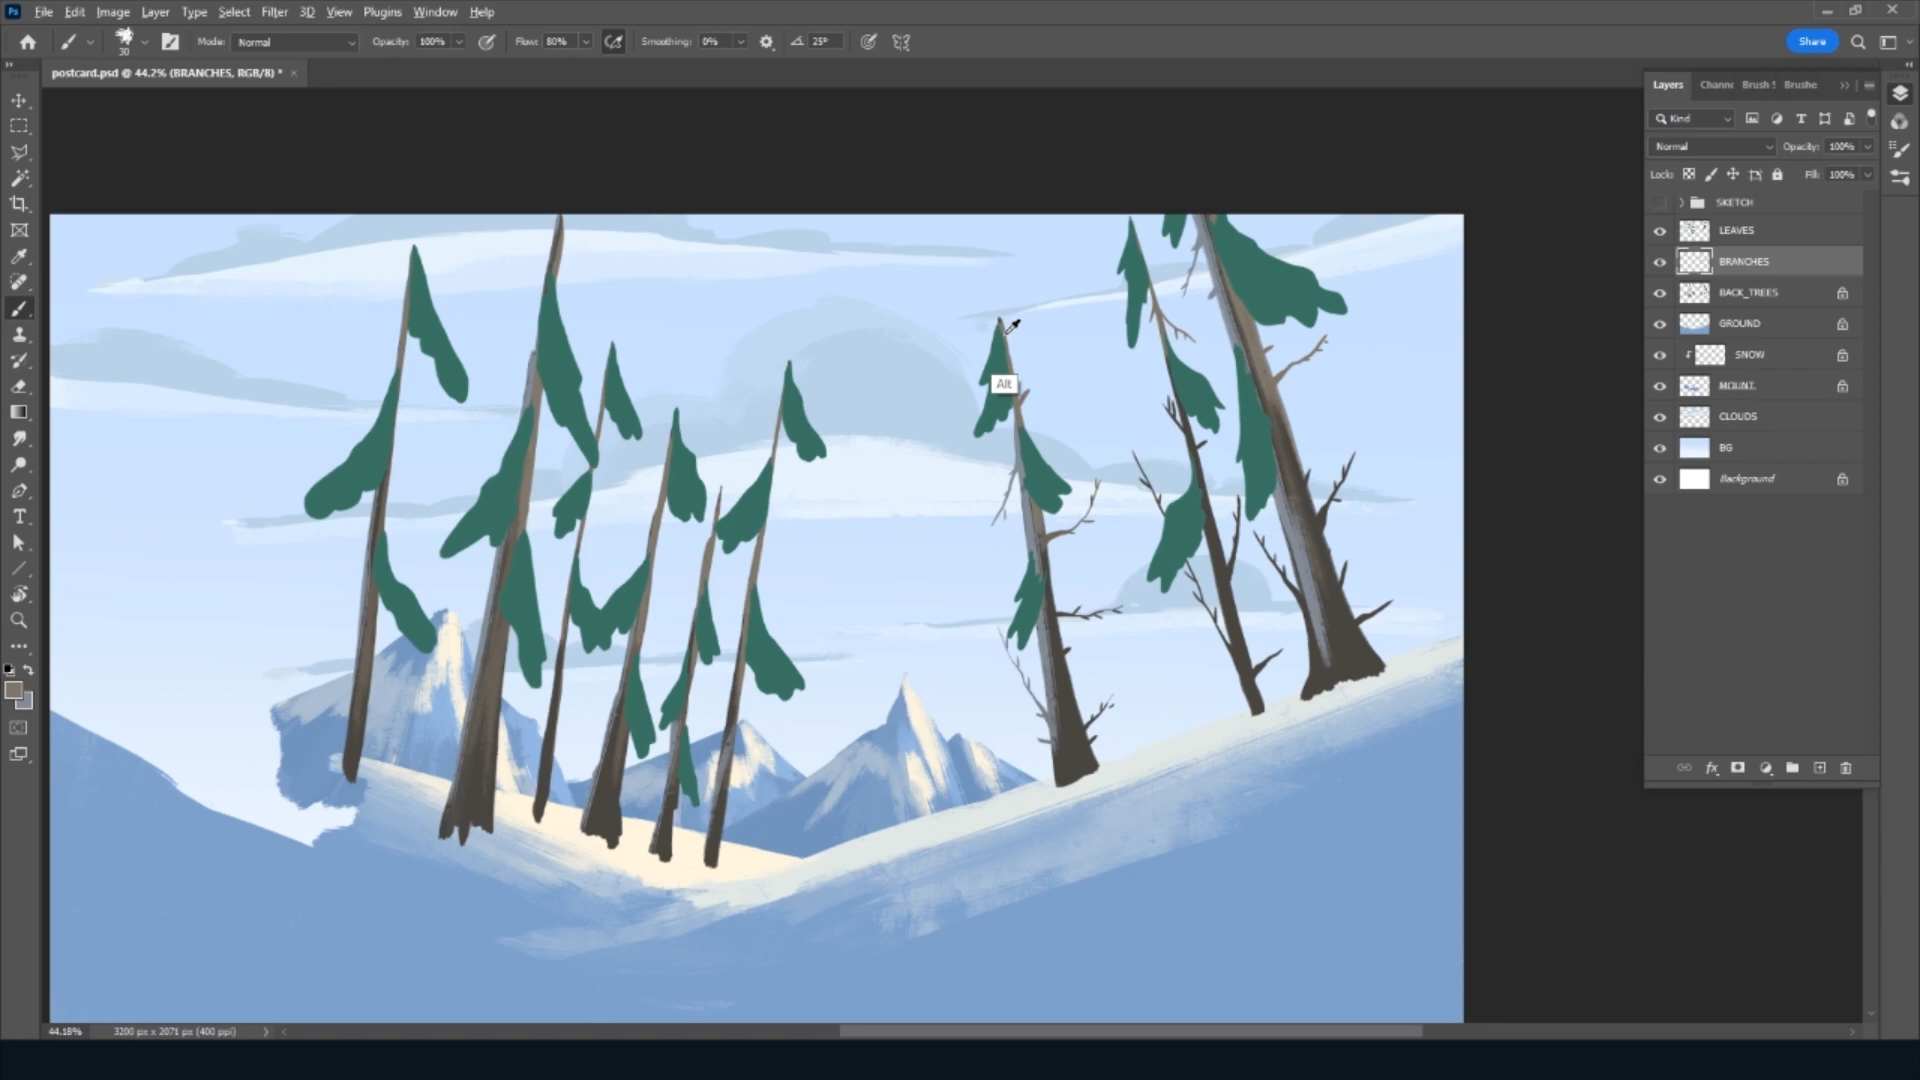 Ps File Edit Image Layer Type Select Filter 3D View Plugins Window Help
30 Mode: Normal Opacity: 100% Flow: 80% Smoothing: 0% 25° Share
postcard.psd @ 44.2% (BRANCHES, RGB/8) *
Layers Channe Brush S Brushe
Kind
Normal Opacity: 100%
Lock: Fill: 100%
SKETCH
LEAVES
BRANCHES
BACK_TREES
GROUND
SNOW
MOUNT.
CLOUDS
BG
Background
Alt
44.18% 3200 px x 2071 px (400 ppi)